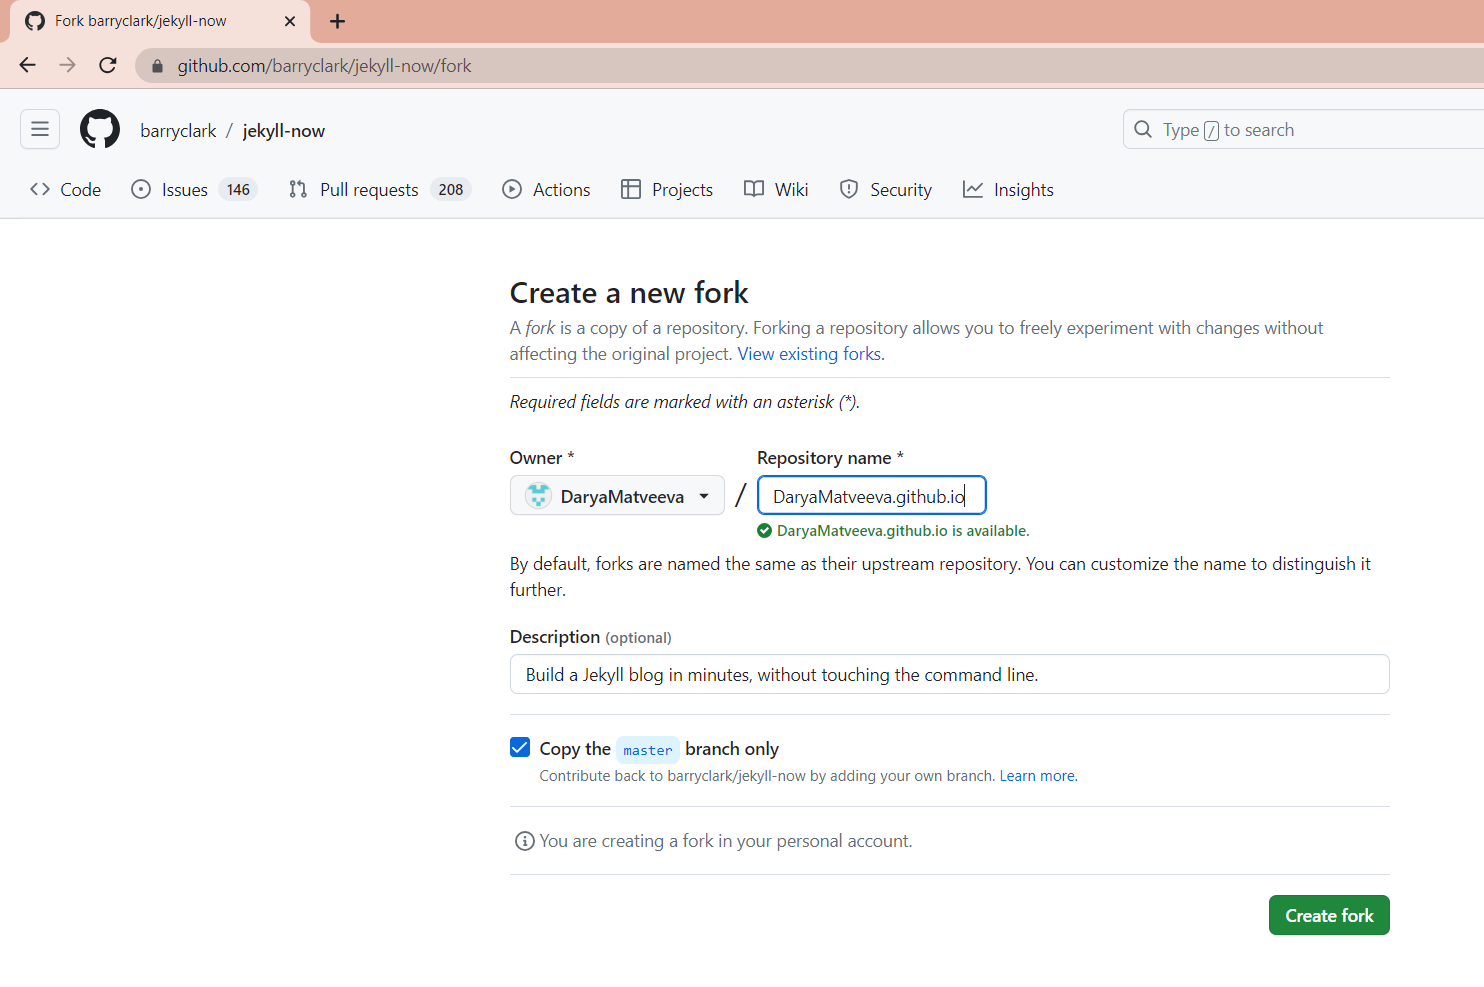 Fork barryclark/jekyll-now
github.com/barryclark/jekyll-now/fork
barryclark / jekyll-now
Type / to search
Code Issues 146 Pull requests 208 Actions Projects Wiki Security Insights
Create a new fork
A fork is a copy of a repository. Forking a repository allows you to freely experiment with changes without
affecting the original project. View existing forks.
Required fields are marked with an asterisk (*).
Owner * Repository name *
DaryaMatveeva / DaryaMatveeva.github.io
DaryaMatveeva.github.io is available.
By default, forks are named the same as their upstream repository. You can customize the name to distinguish it
further.
Description (optional)
Build a Jekyll blog in minutes, without touching the command line.
Copy the master branch only
Contribute back to barryclark/jekyll-now by adding your own branch. Learn more.
You are creating a fork in your personal account.
Create fork